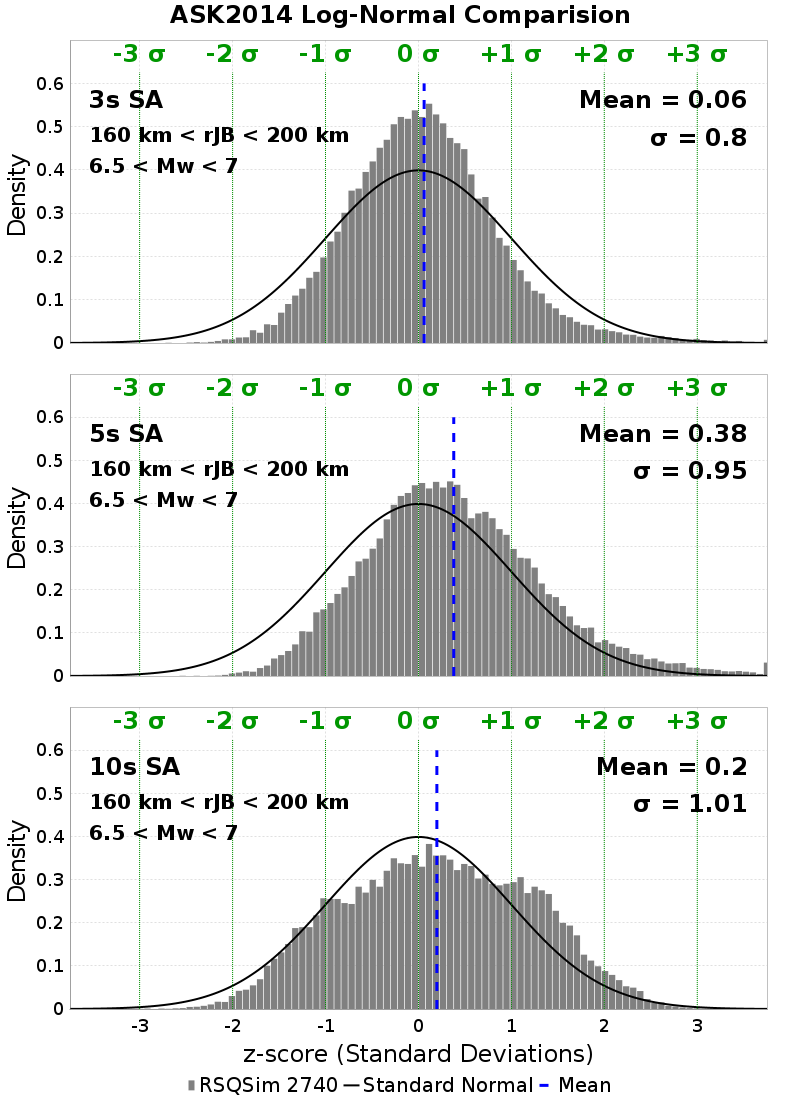 ASK2014 Log-Normal Comparision
-3 σ -2 σ -1 σ 0 σ +1 σ +2 σ +3 σ
0.6
3s SA Mean = 0.06
0.5
160 km < rJB < 200 km σ = 0.8
6.5 < Mw < 7
0.4
0.3
0.2
0.1
0
Density
-3 σ -2 σ -1 σ 0 σ +1 σ +2 σ +3 σ
0.6
5s SA Mean = 0.38
0.5
160 km < rJB < 200 km σ = 0.95
6.5 < Mw < 7
0.4
0.3
0.2
0.1
0
Density
-3 σ -2 σ -1 σ 0 σ +1 σ +2 σ +3 σ
0.6
10s SA Mean = 0.2
0.5
160 km < rJB < 200 km σ = 1.01
6.5 < Mw < 7
0.4
0.3
0.2
0.1
0
Density
-3 -2 -1 0 1 2 3
z-score (Standard Deviations)
RSQSim 2740 Standard Normal Mean